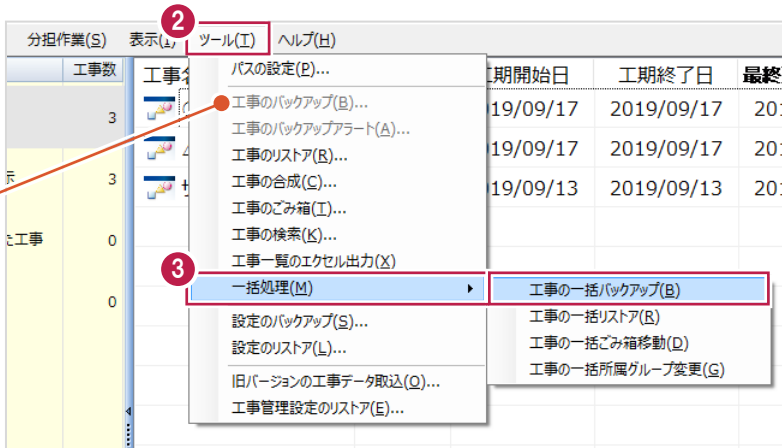 2
分担作業(S) 表示(I) ツール(T) ヘルプ(H)
工事数 工事名 工期開始日 工期終了日 最終
3 19/09/17 2019/09/17 201
19/09/17 2019/09/17 201
示 3 19/09/13 2019/09/13 201
た工事 0
0
パスの設定(P)...
工事のバックアップ(B)...
工事のバックアップアラート(A)...
工事のリストア(R)...
工事の合成(C)...
工事のごみ箱(T)...
工事の検索(K)...
工事一覧のエクセル出力(X)
3
一括処理(M)
設定のバックアップ(S)...
設定のリストア(L)...
旧バージョンの工事データ取込(O)...
工事管理設定のリストア(E)...
工事の一括バックアップ(B)
工事の一括リストア(R)
工事の一括ごみ箱移動(D)
工事の一括所属グループ変更(G)